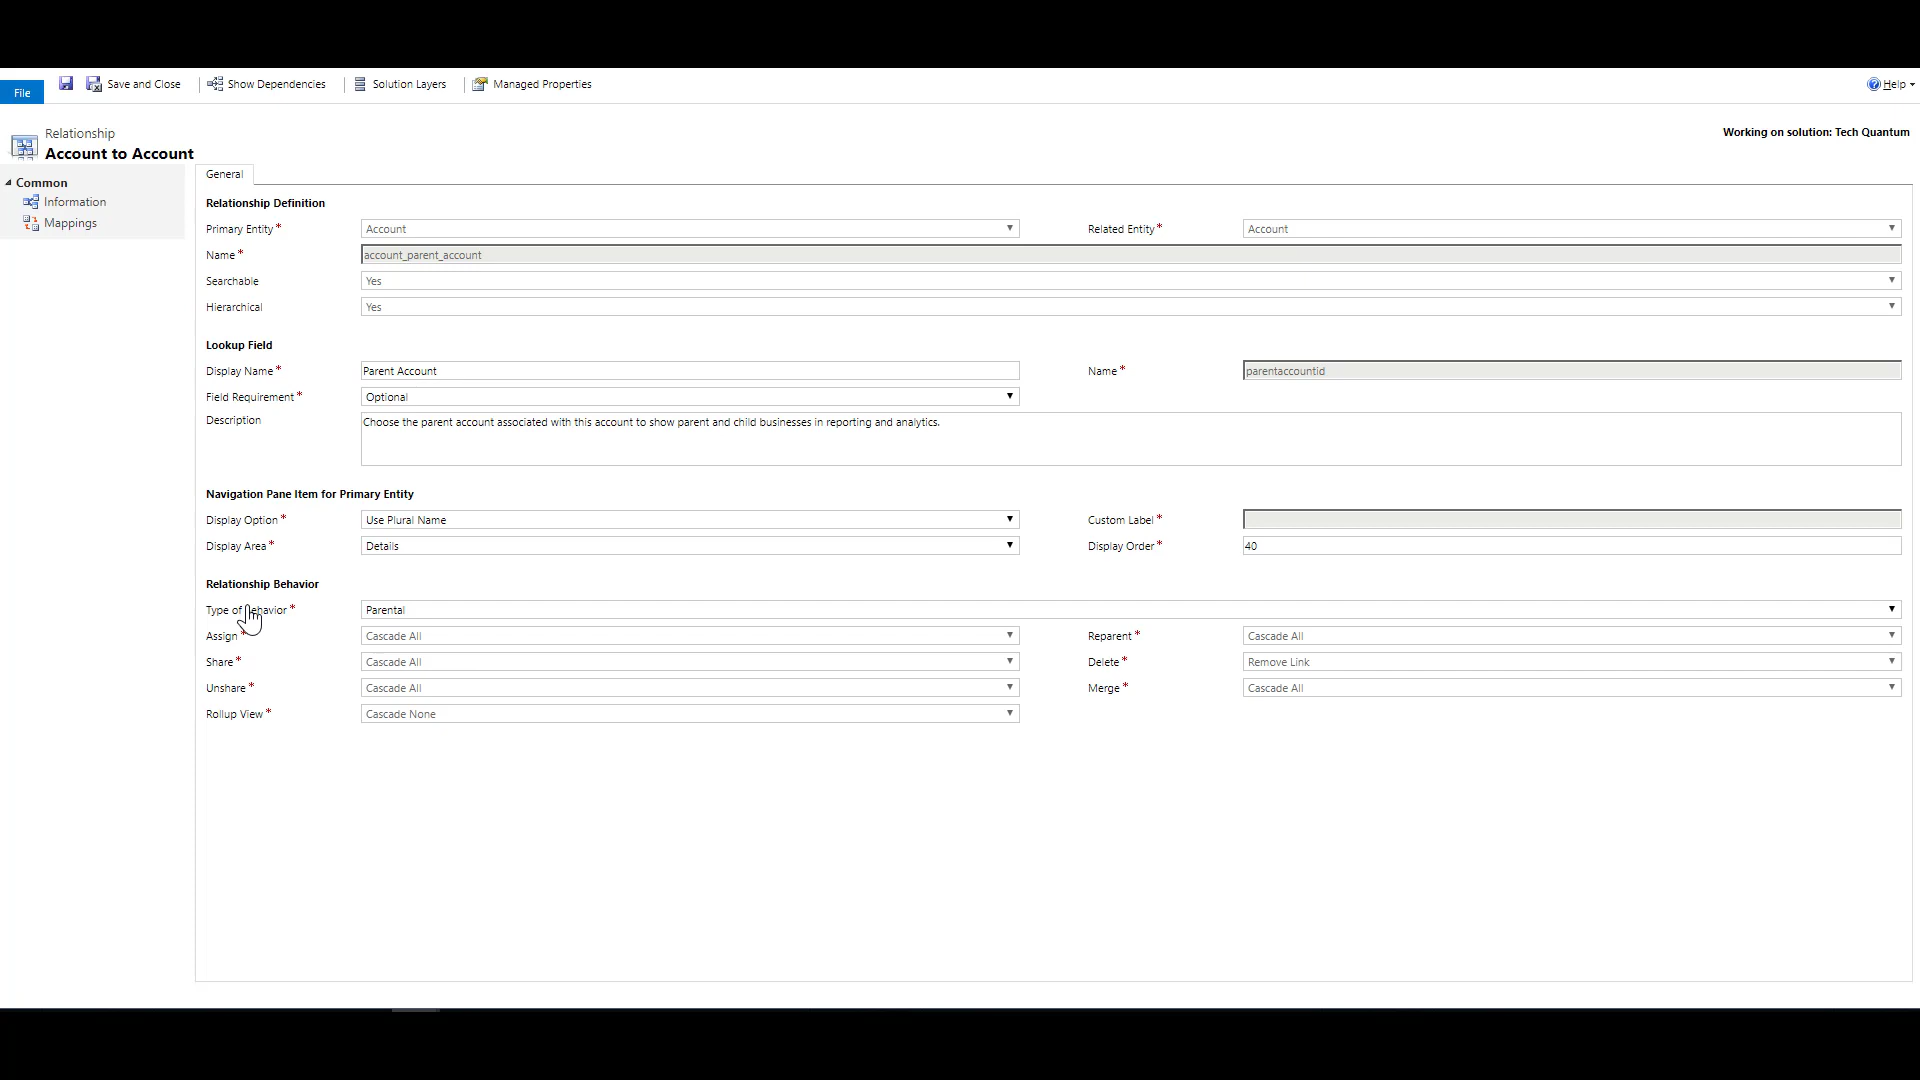 File
Save and Close
Show Dependencies
Solution Layers
Managed Properties
Help
Relationship
Account to Account
Working on solution: Tech Quantum
Common
Information
Mappings
General
Relationship Definition
Primary Entity* Account
Related Entity* Account
Name* account_parent_account
Searchable Yes
Hierarchical Yes
Lookup Field
Display Name* Parent Account
Name* parentaccountid
Field Requirement* Optional
Description Choose the parent account associated with this account to show parent and child businesses in reporting and analytics.
Navigation Pane Item for Primary Entity
Display Option* Use Plural Name
Custom Label*
Display Area* Details
Display Order* 40
Relationship Behavior
Type of Behavior* Parental
Assign* Cascade All
Reparent* Cascade All
Share* Cascade All
Delete* Remove Link
Unshare* Cascade All
Merge* Cascade All
Rollup View* Cascade None